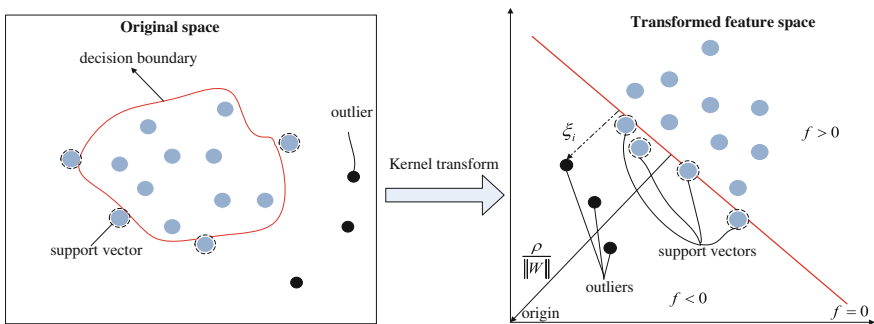 Original space
decision boundary
outlier
support vector
Kernel transform
Transformed feature space
ξᵢ
f > 0
ρ
‖W‖
support vectors
outliers
f < 0
origin
f = 0